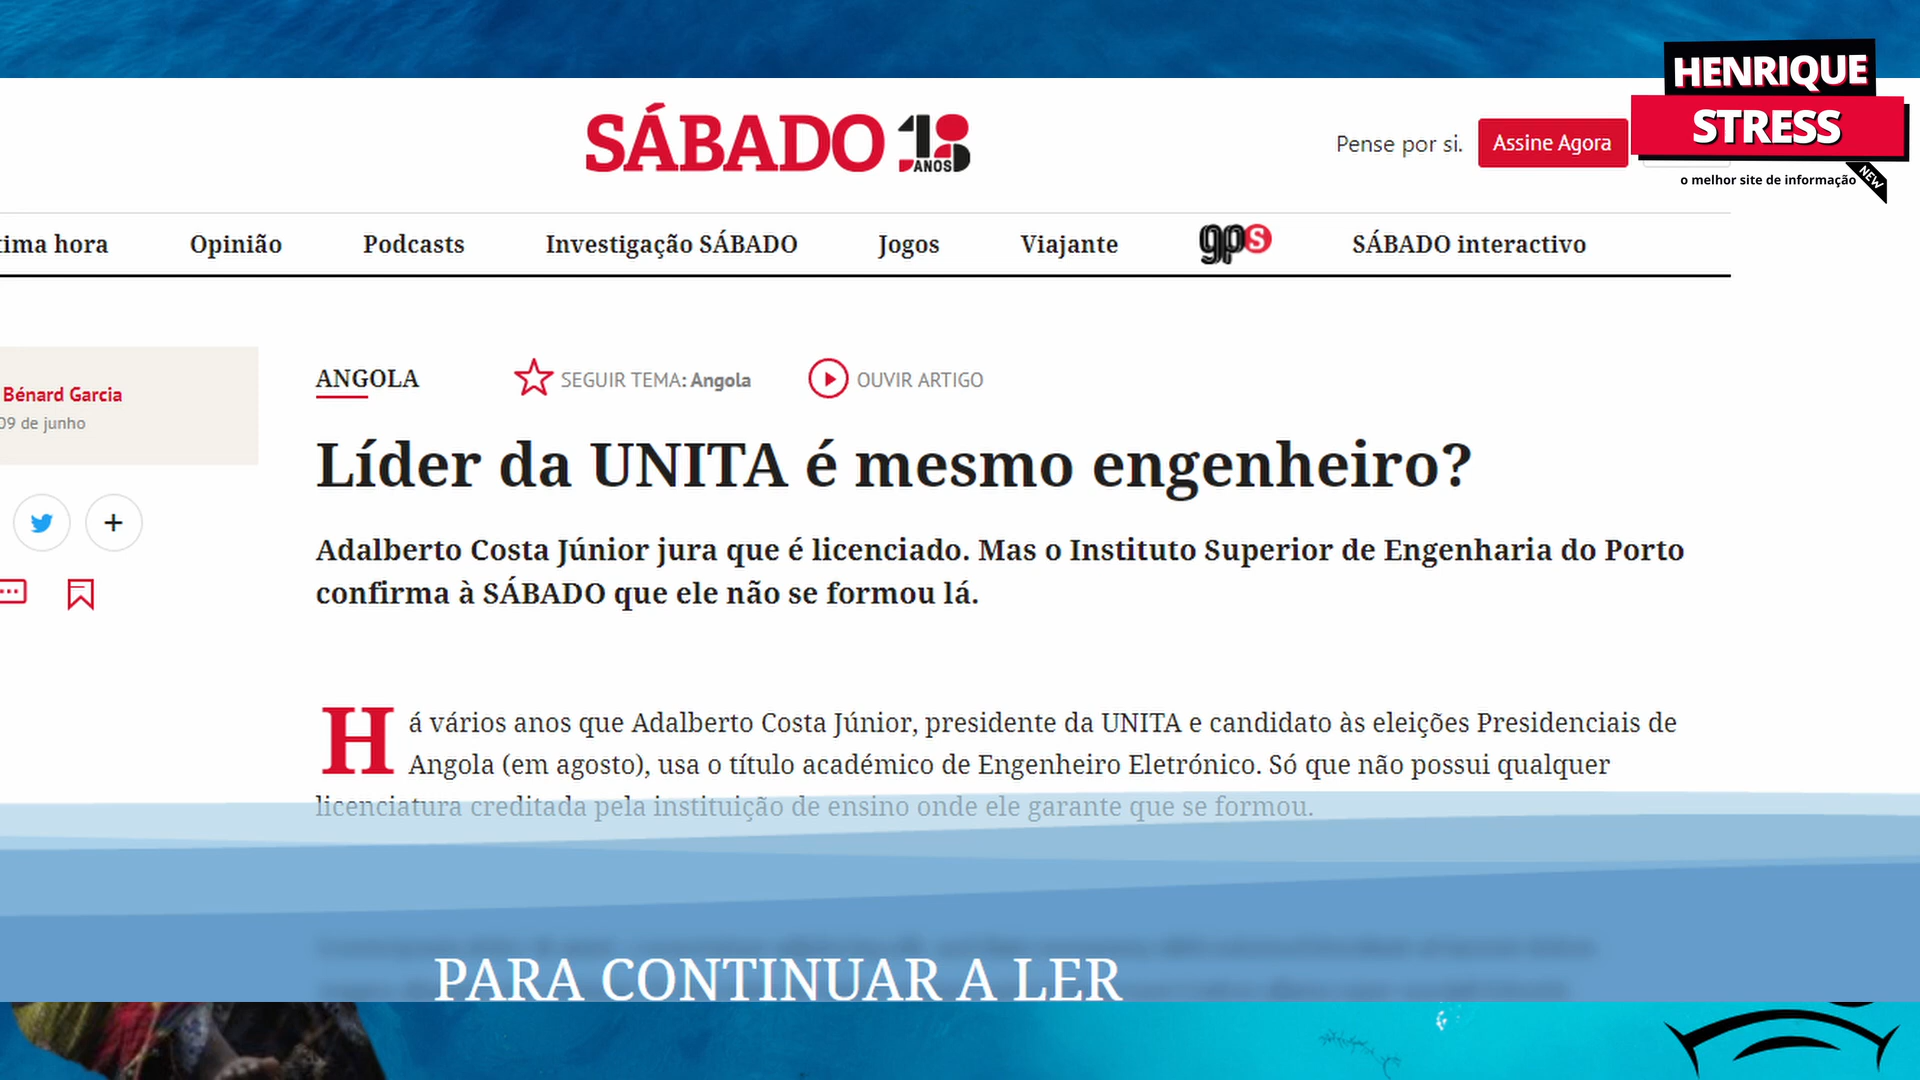 HENRIQUE
STRESS
NEW
o melhor site de informação
SÁBADO 18 ANOS
Pense por si.
Assine Agora
tima hora
Opinião
Podcasts
Investigação SÁBADO
Jogos
Viajante
gps
SÁBADO interactivo
Bénard Garcia
09 de junho
ANGOLA
SEGUIR TEMA: Angola
OUVIR ARTIGO
Líder da UNITA é mesmo engenheiro?
Adalberto Costa Júnior jura que é licenciado. Mas o Instituto Superior de Engenharia do Porto
confirma à SÁBADO que ele não se formou lá.
Há vários anos que Adalberto Costa Júnior, presidente da UNITA e candidato às eleições Presidenciais de
Angola (em agosto), usa o título académico de Engenheiro Eletrónico. Só que não possui qualquer
licenciatura creditada pela instituição de ensino onde ele garante que se formou.
PARA CONTINUAR A LER